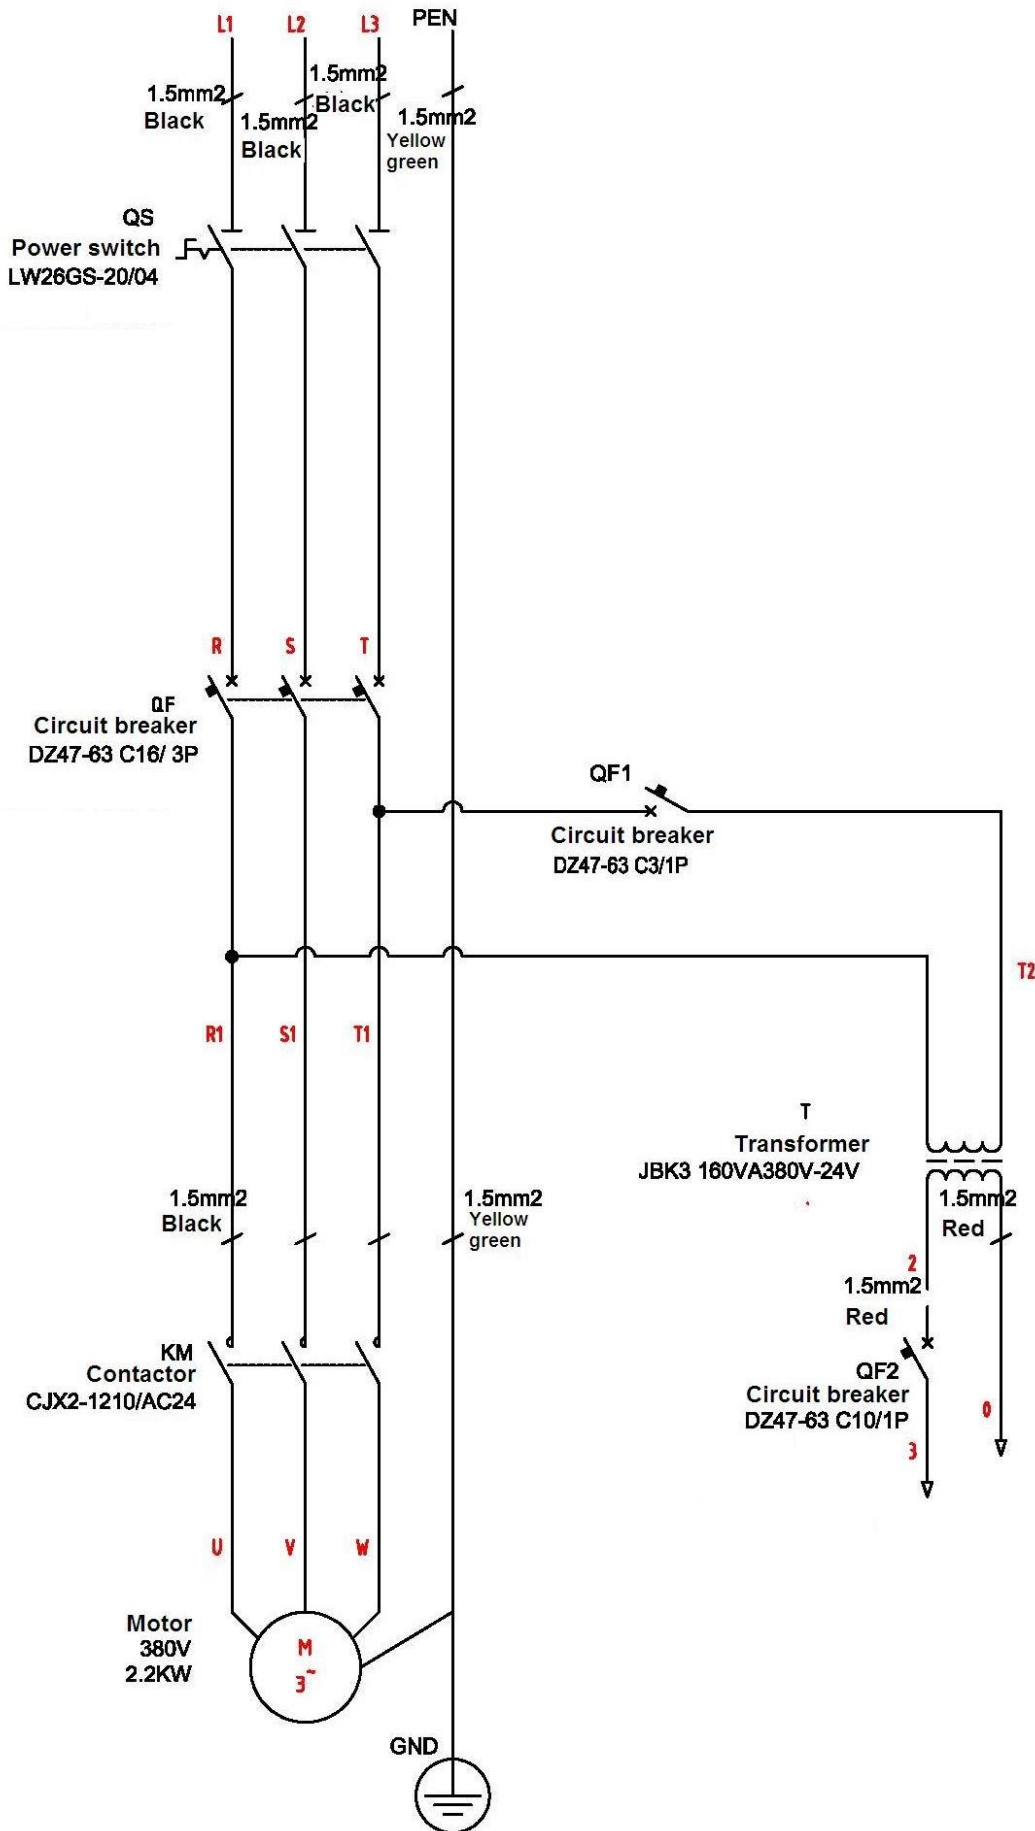 L1
L2
L3
PEN
1.5mm2
Black
1.5mm2
Black
1.5mm2
Black
1.5mm2
Yellow
green
QS
Power switch
LW26GS-20/04
R
S
T
QF
Circuit breaker
DZ47-63 C16/ 3P
QF1
Circuit breaker
DZ47-63 C3/1P
T2
R1
S1
T1
T
Transformer
JBK3 160VA380V-24V
1.5mm2
Black
1.5mm2
Yellow
green
1.5mm2
Red
2
1.5mm2
Red
KM
Contactor
CJX2-1210/AC24
QF2
Circuit breaker
DZ47-63 C10/1P
0
3
U
V
W
Motor
380V
2.2KW
M
3~
GND